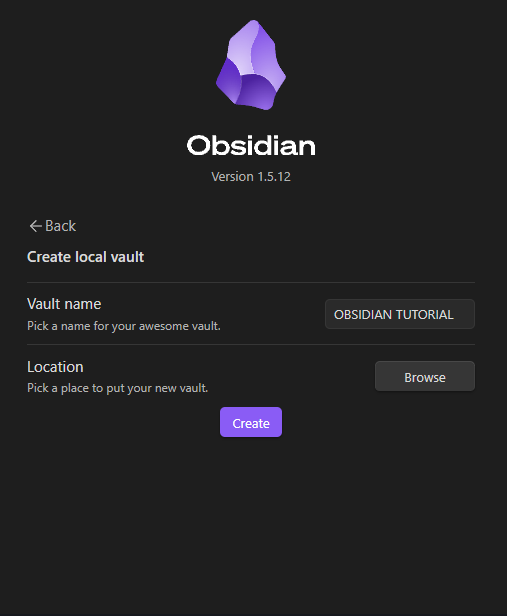 Obsidian
Version 1.5.12
Back
Create local vault
Vault name
OBSIDIAN TUTORIAL
Pick a name for your awesome vault.
Location
Browse
Pick a place to put your new vault.
Create